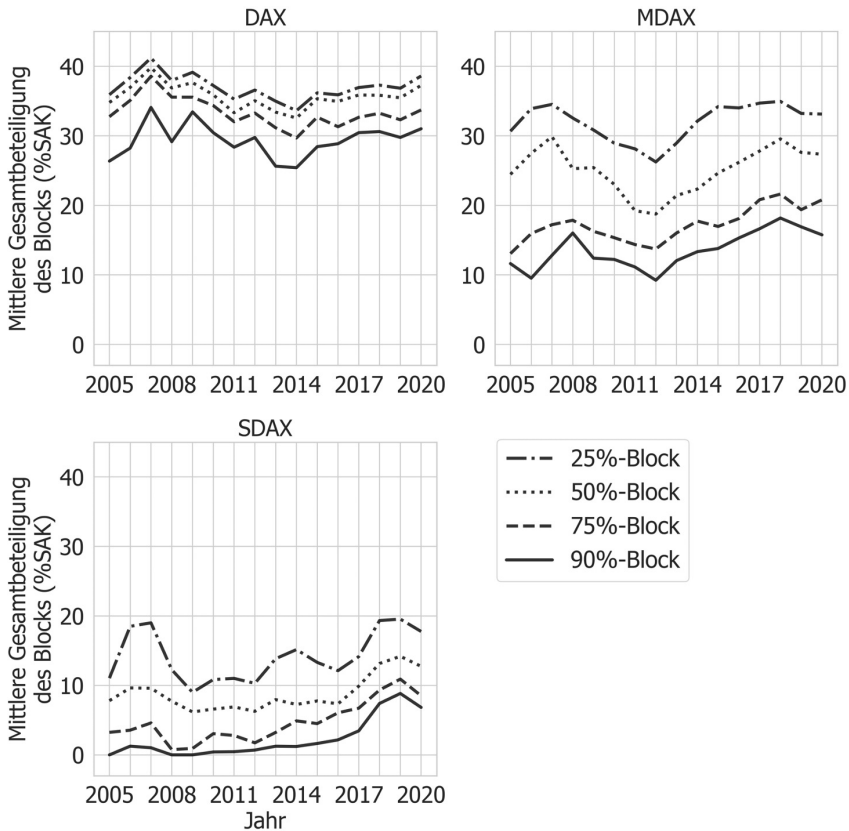 DAX
Mittlere Gesamtbeteiligung
des Blocks (%SAK)
40
30
20
10
0
2005 2008 2011 2014 2017 2020
MDAX
40
30
20
10
0
2005 2008 2011 2014 2017 2020
SDAX
Mittlere Gesamtbeteiligung
des Blocks (%SAK)
40
30
20
10
0
2005 2008 2011 2014 2017 2020
Jahr
25%-Block
50%-Block
75%-Block
90%-Block